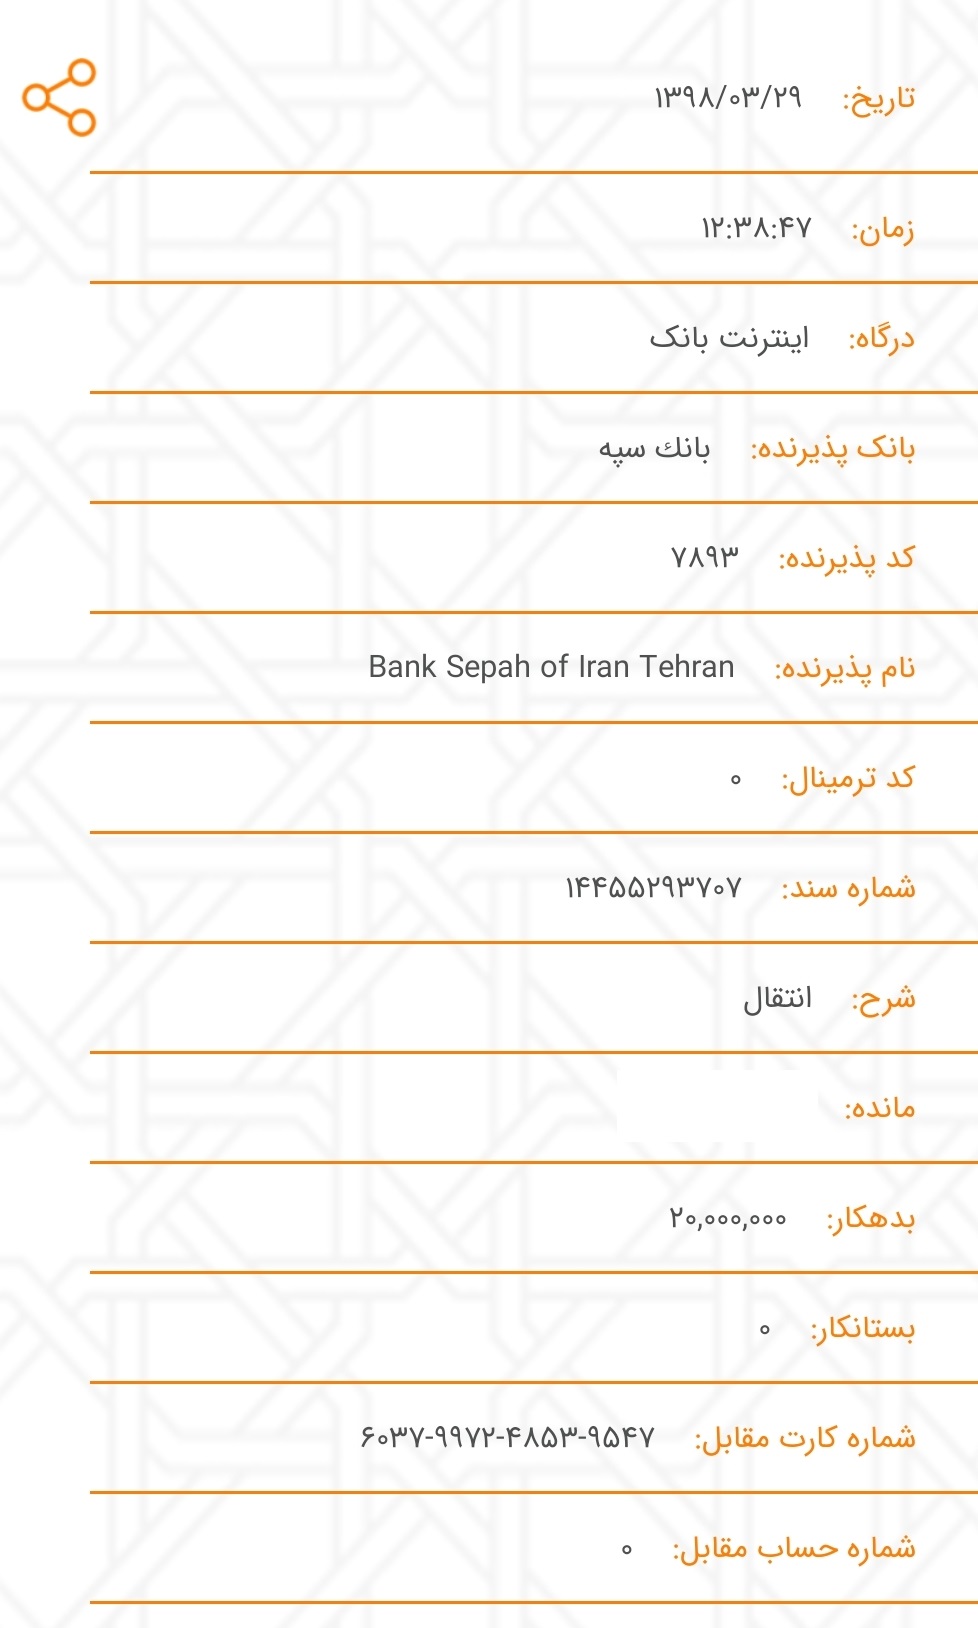 تاریخ: ۱۳۹۸/۰۳/۲۹
زمان: ۱۲:۳۸:۴۷
درگاه: اینترنت بانک
بانک پذیرنده: بانك سپه
کد پذیرنده: ۷۸۹۳
نام پذیرنده: Bank Sepah of Iran Tehran
کد ترمینال: ۰
شماره سند: ۱۴۴۵۵۲۹۳۷۰۷
شرح: انتقال
مانده:
بدهکار: ۲۰,۰۰۰,۰۰۰
بستانکار: ۰
شماره کارت مقابل: ۶۰۳۷-۹۹۷۲-۴۸۵۳-۹۵۴۷
شماره حساب مقابل: ۰